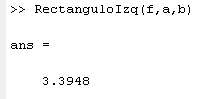 >> RectanguloIzq(f,a,b)
ans =
3.3948